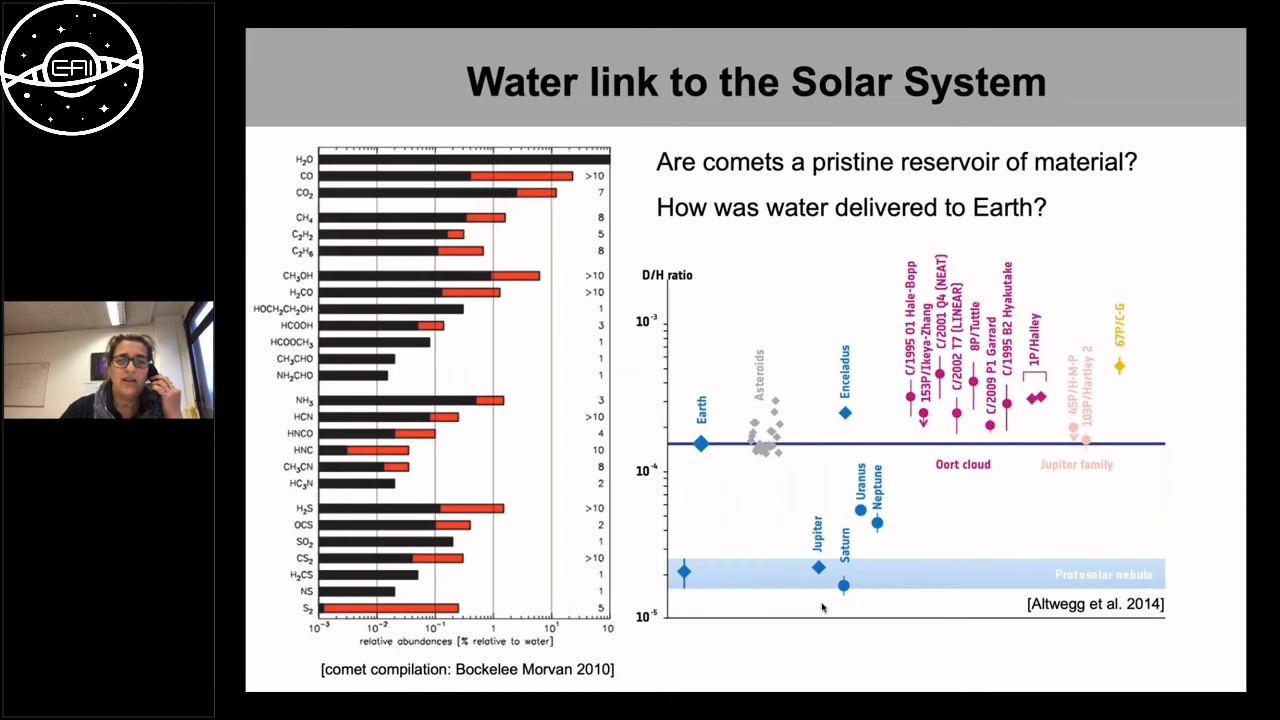 EAI
Water link to the Solar System
H2O
CO >10
CO2 7
CH4 8
C2H2 5
C2H6 8
CH3OH >10
H2CO >10
HOCH2CH2OH 1
HCOOH 3
HCOOCH3 1
CH3CHO 1
NH2CHO 1
NH3 3
HCN >10
HNCO 4
HNC 10
CH3CN 8
HC3N 2
H2S >10
OCS 2
SO2 1
CS2 >10
H2CS 1
NS 1
S2 5
10−3 10−2 10−1 1 101 10
relative abundances [% relative to water]
[comet compilation: Bockelee Morvan 2010]
Are comets a pristine reservoir of material?
How was water delivered to Earth?
D/H ratio
10-3
10-4
10-5
Earth
Asteroids
Enceladus
Jupiter
Saturn
Uranus
Neptune
C/1995 O1 Hale-Bopp
153P/Ikeya-Zhang
C/2001 Q4 (NEAT)
C/2002 T7 (LINEAR)
8P/Tuttle
C/2009 P1 Garrard
C/1995 B2 Hyakutake
1P/Halley
45P/H-M-P
103P/Hartley 2
67P/C-G
Oort cloud
Jupiter family
Protosolar nebula
[Altwegg et al. 2014]